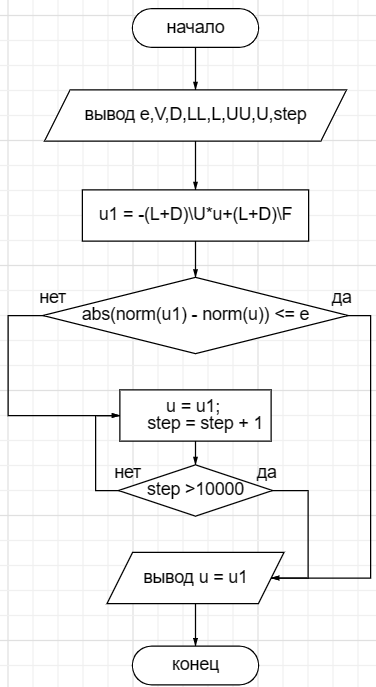 начало
вывод e,V,D,LL,L,UU,U,step
u1 = -(L+D)\U*u+(L+D)\F
нет
да
abs(norm(u1) - norm(u)) <= e
u = u1;
step = step + 1
нет
да
step >10000
вывод u = u1
конец